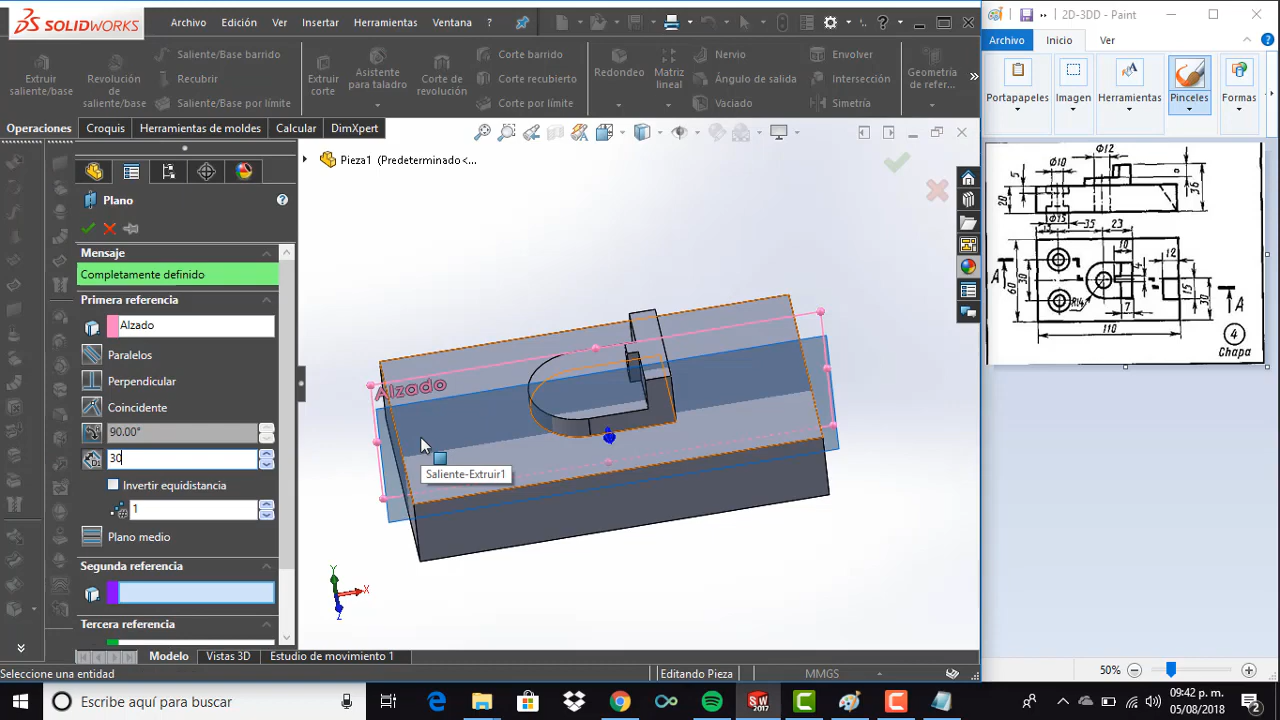 SOLIDWORKS
Archivo Edición Ver Insertar Herramientas Ventana ?
2D-3DD - Paint
Archivo Inicio Ver
Extruir saliente/base
Revolución de saliente/base
Saliente/Base barrido
Recubrir
Saliente/Base por límite
Extruir corte
Asistente para taladro
Corte de revolución
Corte barrido
Corte recubierto
Corte por límite
Redondeo
Matriz lineal
Nervio
Ángulo de salida
Vaciado
Envolver
Intersección
Simetría
Geometría de refer...
Portapapeles Imagen Herramientas Pinceles Formas
Operaciones Croquis Herramientas de moldes Calcular DimXpert
Pieza1 (Predeterminado<...
Plano
Mensaje
Completamente definido
Primera referencia
Alzado
Paralelos
Perpendicular
Coincidente
90.00°
30
Invertir equidistancia
1
Plano medio
Segunda referencia
Tercera referencia
Alzado
Saliente-Extruir1
Y
X
Z
Φ10 Φ12
5
20
36
Φ15
35 23
10
12
4
A
60
30
R14
7
15
30
A
110
4
Chapa
Modelo Vistas 3D Estudio de movimiento 1
Seleccione una entidad
Editando Pieza
MMGS
50%
Escribe aquí para buscar
SW
2017
09:42 p. m.
05/08/2018